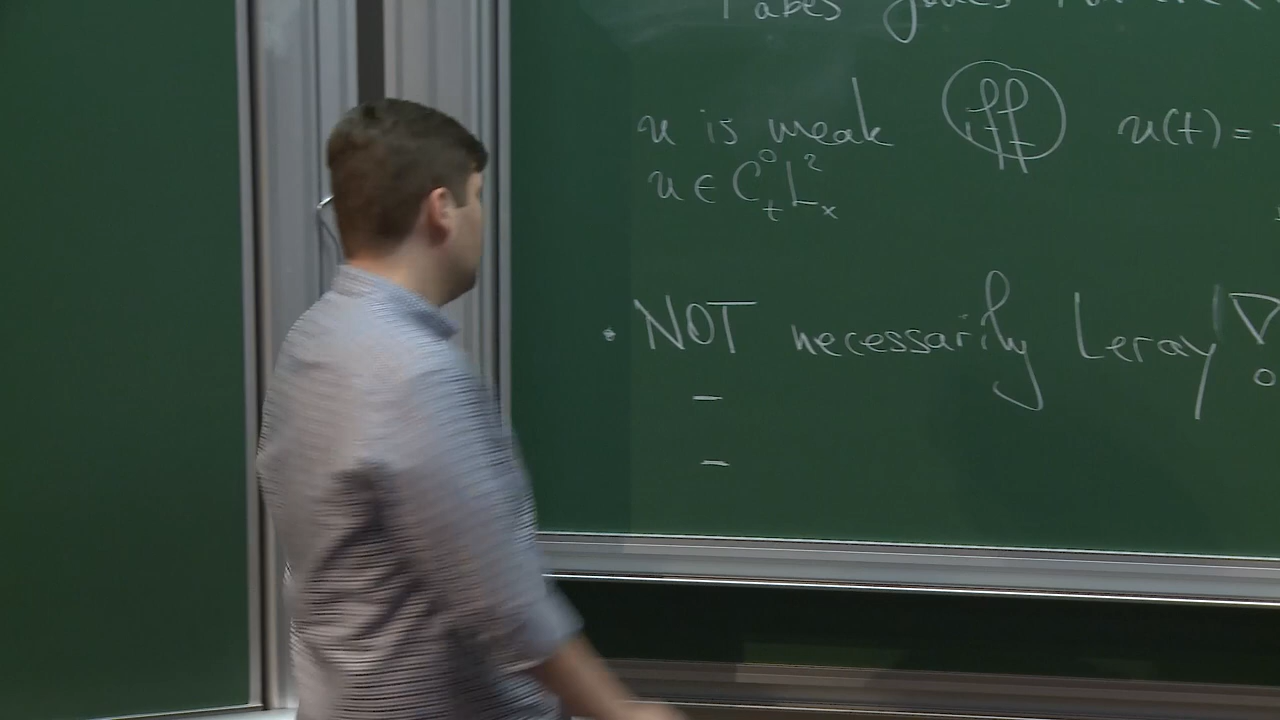 u is weak iff u(t) =
u ∈ C⁰ₜL²ₓ
• NOT necessarily Leray ∇
–
–